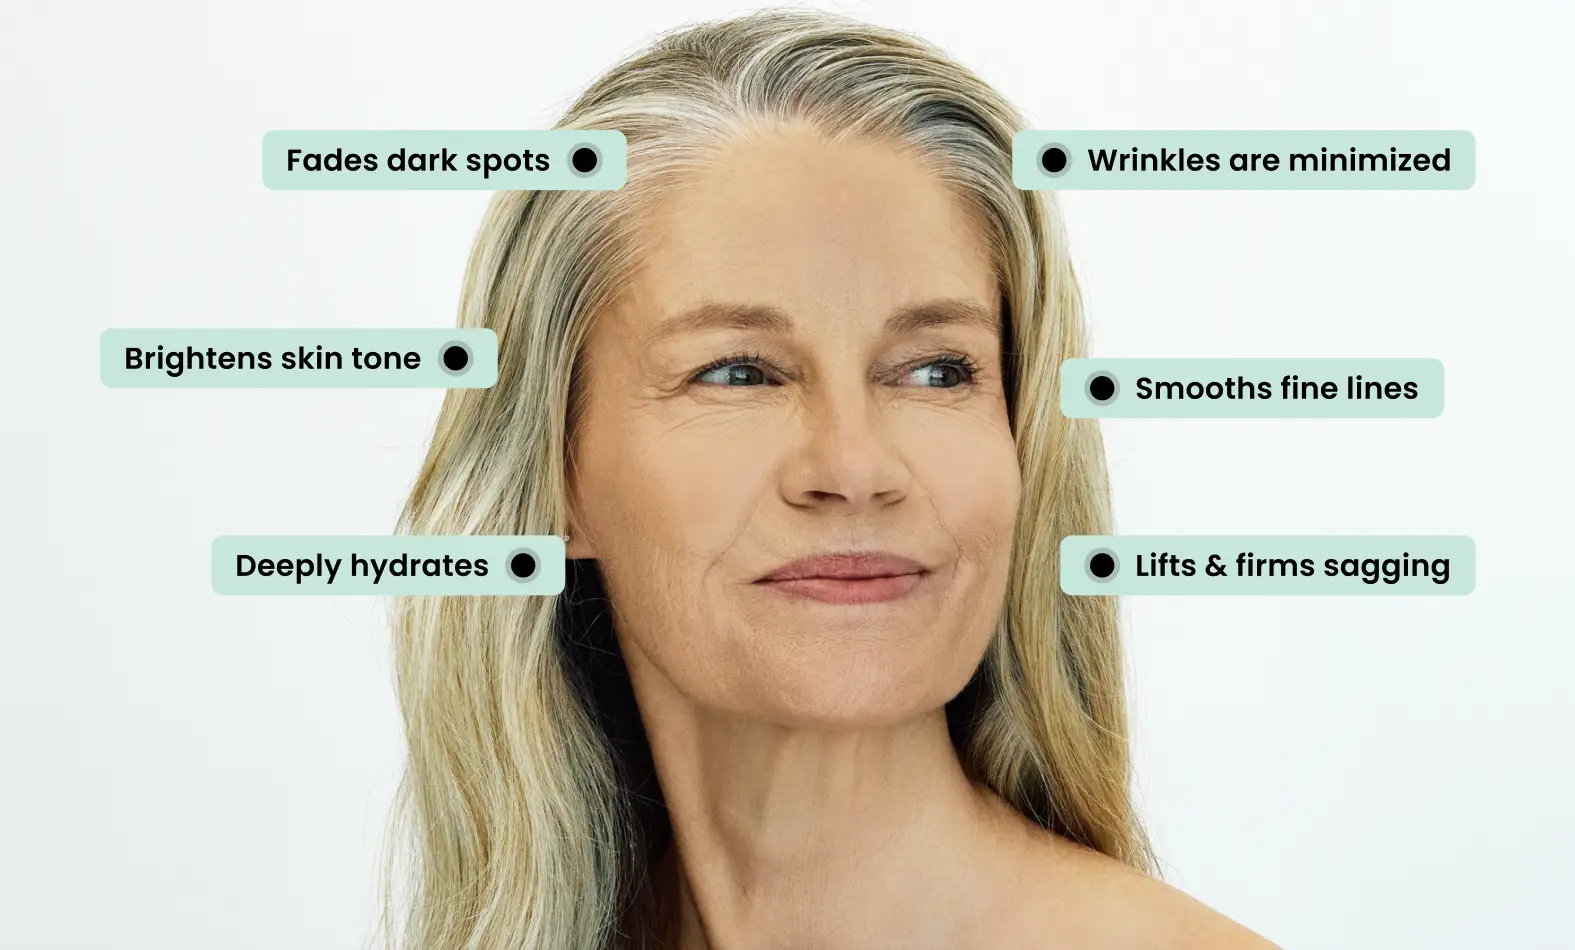 Fades dark spots
Wrinkles are minimized
Brightens skin tone
Smooths fine lines
Deeply hydrates
Lifts & firms sagging